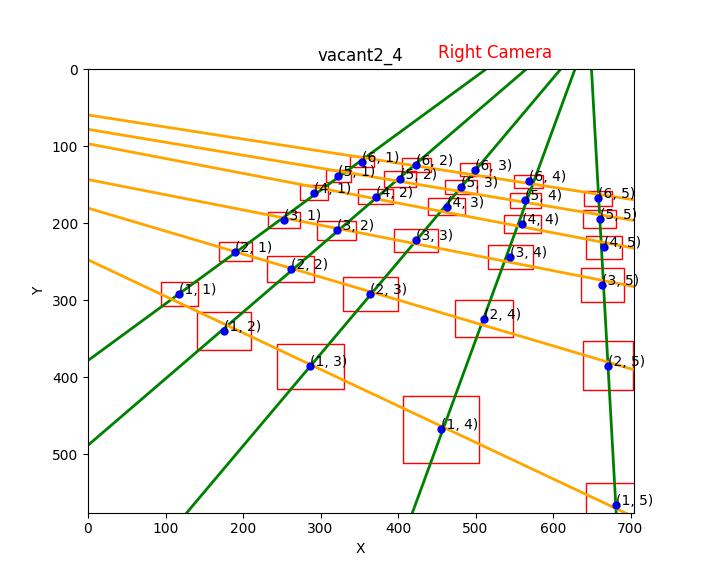 vacant2_4 Right Camera
0
(6, 1) (6, 2) (6, 3)
(5, 1) (5, 2) (5, 3) (6, 4)
(4, 1) (4, 2) (4, 3) (5, 4) (6, 5)
(3, 1) (3, 2) (3, 3) (4, 4) (5, 5)
(2, 1) (2, 2) (3, 4) (4, 5)
(1, 1) (2, 3) (3, 5)
(1, 2) (2, 4)
(1, 3) (2, 5)
(1, 4)
(1, 5)
100
200
300
400
500
Y
0 100 200 300 400 500 600 700
X